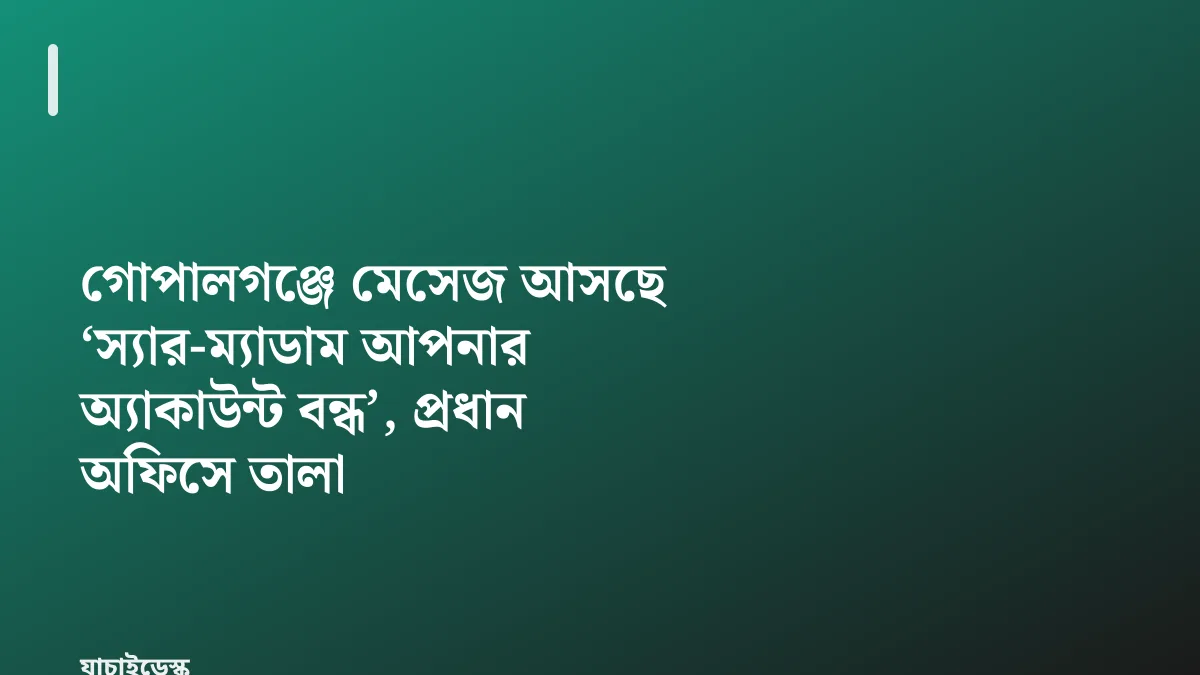 গোপালগঞ্জে মেসেজ আসছে
‘স্যার-ম্যাডাম আপনার
অ্যাকাউন্ট বন্ধ’, প্রধান
অফিসে তালা
যাচাইডেস্ক